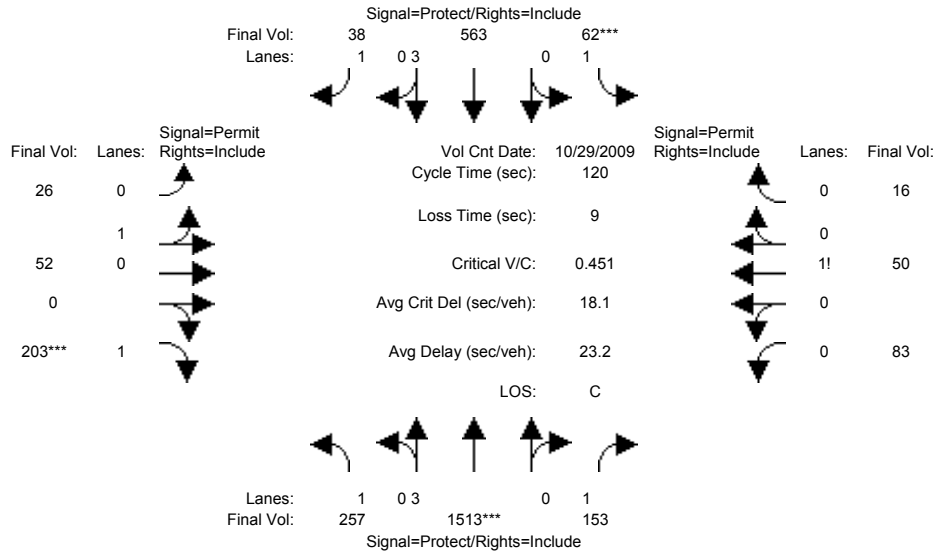 Signal=Protect/Rights=Include
Final Vol: 38 563 62***
Lanes: 1 0 3 0 1
Signal=Permit Signal=Permit
Final Vol: Lanes: Rights=Include Vol Cnt Date: 10/29/2009 Rights=Include Lanes: Final Vol:
Cycle Time (sec): 120
26 0 0 16
Loss Time (sec): 9
1 0
52 0 Critical V/C: 0.451 1! 50
0 Avg Crit Del (sec/veh): 18.1 0
203*** 1 Avg Delay (sec/veh): 23.2 0 83
LOS: C
Lanes: 1 0 3 0 1
Final Vol: 257 1513*** 153
Signal=Protect/Rights=Include